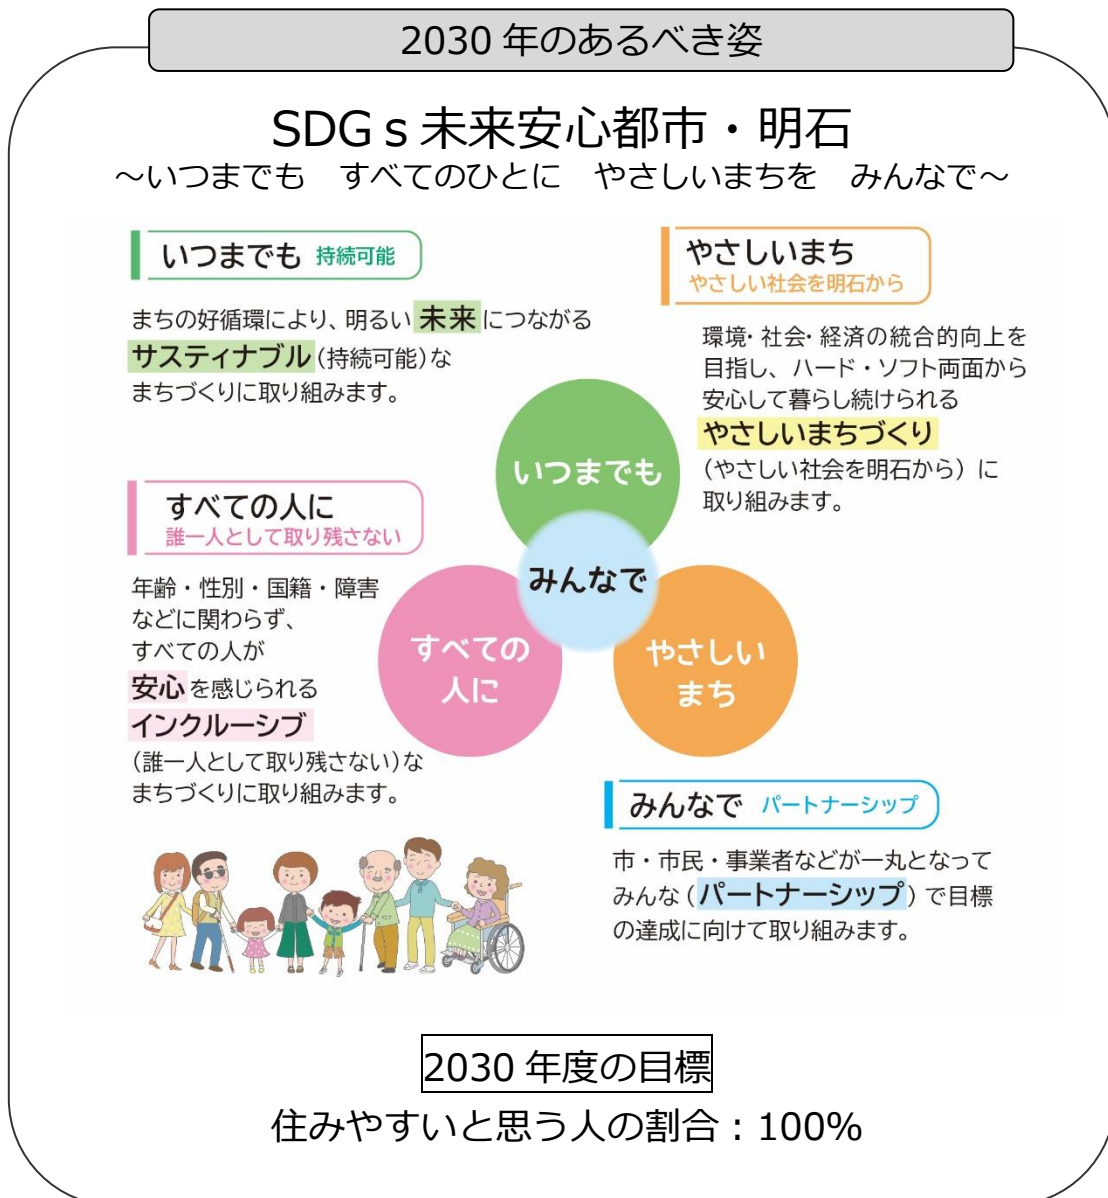 2030 年のあるべき姿
SDGｓ未来安心都市・明石
～いつまでも　すべてのひとに　やさしいまちを　みんなで～
いつまでも 持続可能
まちの好循環により、明るい 未来 につながる
サスティナブル (持続可能)な
まちづくりに取り組みます。
やさしいまち
やさしい社会を明石から
環境・社会・経済の統合的向上を
目指し、ハード・ソフト両面から
安心して暮らし続けられる
やさしいまちづくり
（やさしい社会を明石から）に
取り組みます。
すべての人に
誰一人として取り残さない
年齢・性別・国籍・障害
などに関わらず、
すべての人が
安心 を感じられる
インクルーシブ
(誰一人として取り残さない)な
まちづくりに取り組みます。
いつまでも
みんなで
すべての
人に
やさしい
まち
みんなで パートナーシップ
市・市民・事業者などが一丸となって
みんな（パートナーシップ）で目標
の達成に向けて取り組みます。
2030 年度の目標
住みやすいと思う人の割合：100%